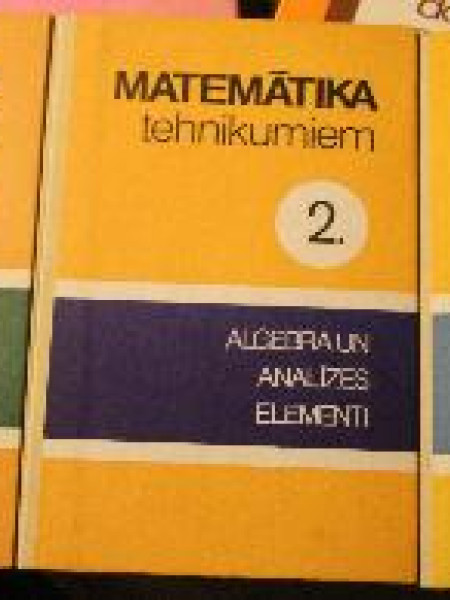 MATEMĀTIKA
tehnikumiem
2.
ALGEBRA UN
ANALĪZES
ELEMENTI